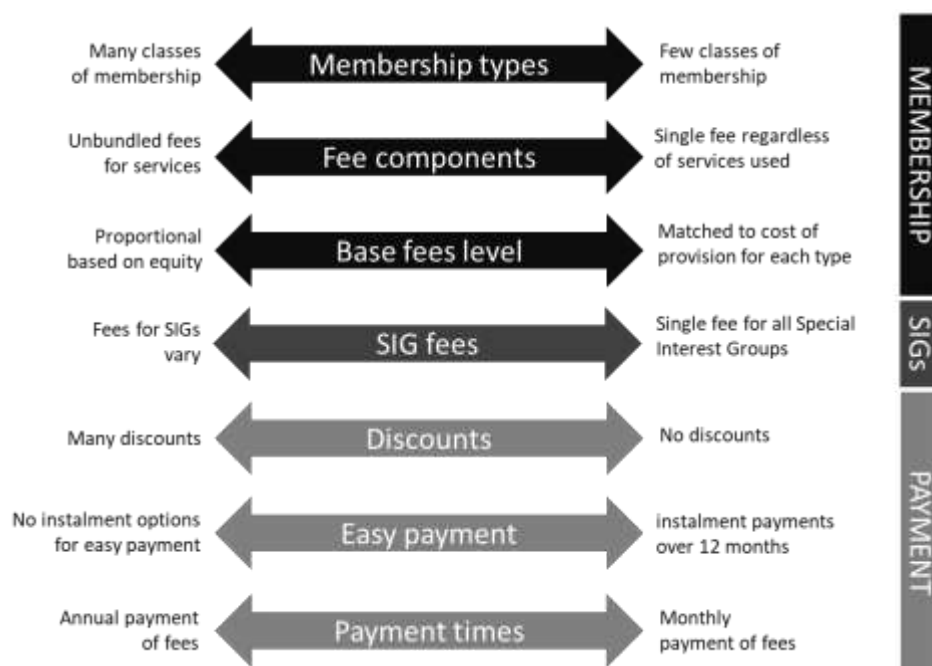 Many classes
of membership
Membership types
Few classes of
membership
Unbundled fees
for services
Fee components
Single fee regardless
of services used
Proportional
based on equity
Base fees level
Matched to cost of
provision for each type
MEMBERSHIP
Fees for SIGs
vary
SIG fees
Single fee for all Special
Interest Groups
SIGs
Many discounts
Discounts
No discounts
No instalment options
for easy payment
Easy payment
instalment payments
over 12 months
Annual payment
of fees
Payment times
Monthly
payment of fees
PAYMENT